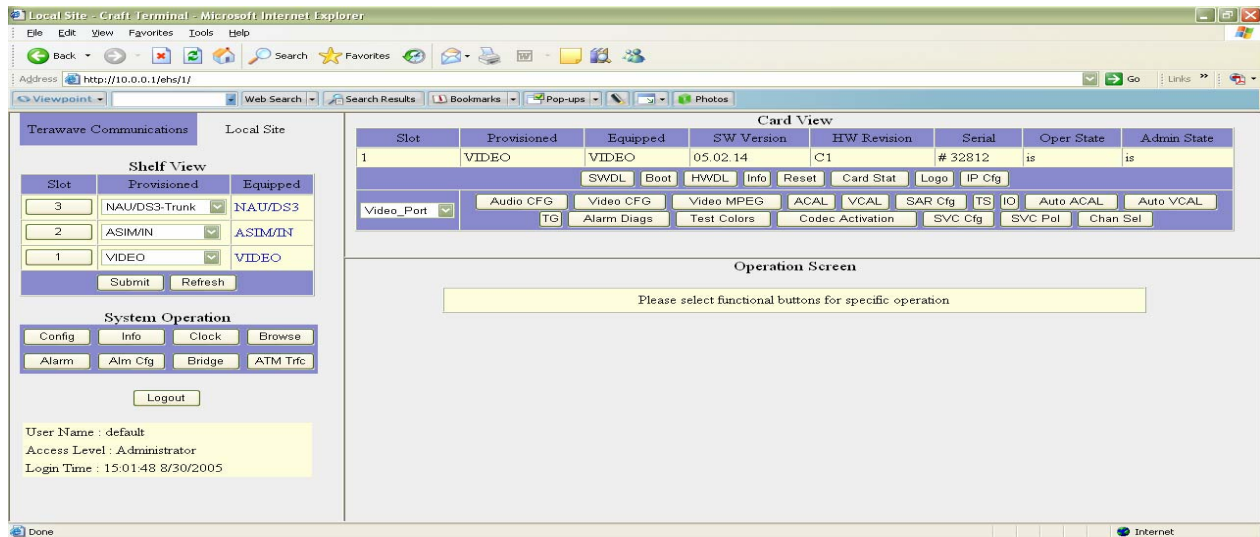 Local Site - Craft Terminal - Microsoft Internet Explorer
File Edit View Favorites Tools Help
Back Search Favorites
Address http://10.0.0.1/ehs/1/ Go Links »
Viewpoint Web Search Search Results Bookmarks Pop-ups Photos
Terawave Communications Local Site
Shelf View
Slot Provisioned Equipped
3 NAU/DS3-Trunk NAU/DS3
2 ASIM/IN ASIM/IN
1 VIDEO VIDEO
Submit Refresh
System Operation
Config Info Clock Browse
Alarm Alm Cfg Bridge ATM Trfc
Logout
User Name : default
Access Level : Administrator
Login Time : 15:01:48 8/30/2005
Card View
Slot Provisioned Equipped SW Version HW Revision Serial Oper State Admin State
1 VIDEO VIDEO 05.02.14 C1 # 32812 is is
SWDL Boot HWDL Info Reset Card Stat Logo IP Cfg
Video_Port
Audio CFG Video CFG Video MPEG ACAL VCAL SAR Cfg TS IO Auto ACAL Auto VCAL
TG Alarm Diags Test Colors Codec Activation SVC Cfg SVC Pol Chan Sel
Operation Screen
Please select functional buttons for specific operation
Done Internet